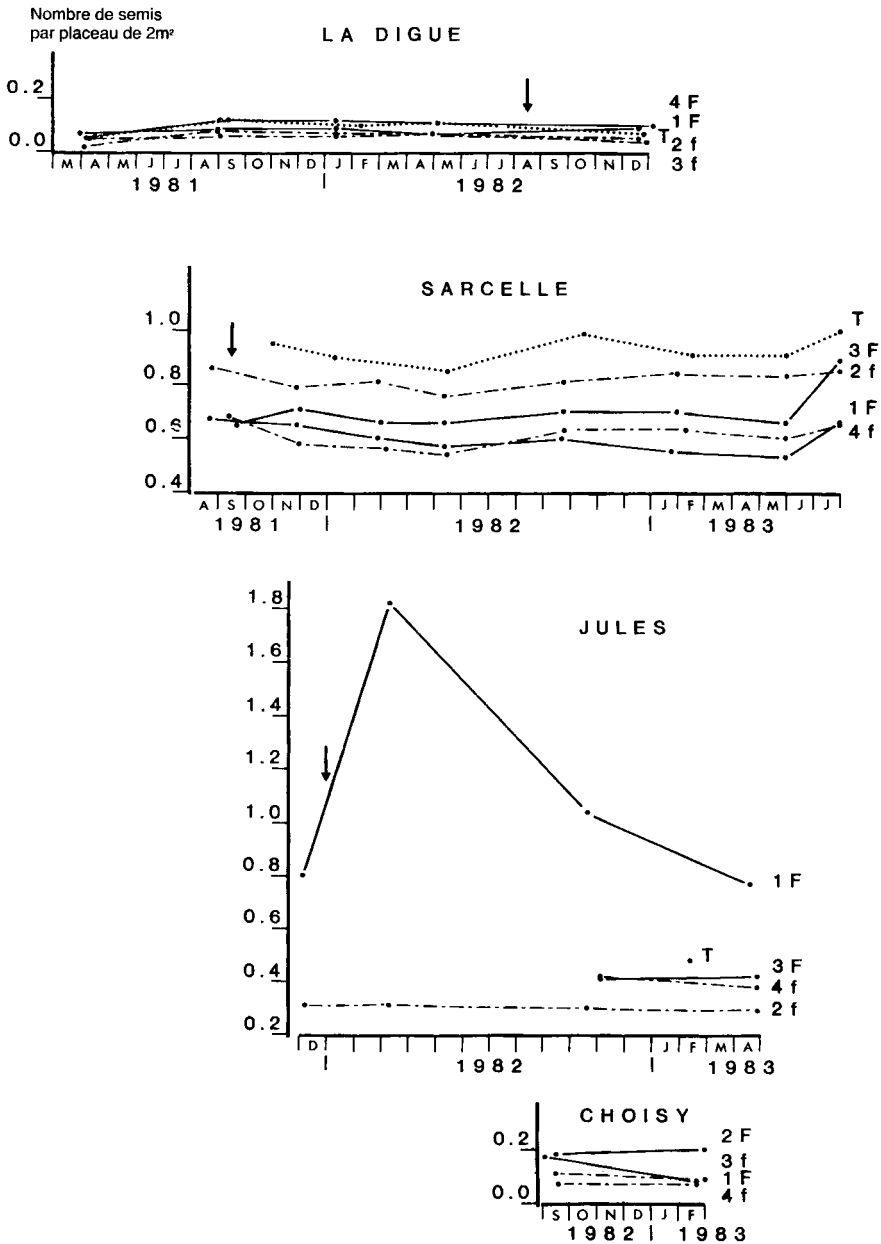 Nombre de semis
par placeau de 2m²
LA DIGUE
0.2
0.0
4 F
1 F
T
2 f
3 f
M A M J J A S O N D J F M A M J J A S O N D
1981 1982
SARCELLE
1.0
0.8
0.6
0.4
T
3 F
2 f
1 F
4 f
A S O N D J F M A M J J
1981 1982 1983
JULES
1.8
1.6
1.4
1.2
1.0
0.8
0.6
0.4
0.2
1 F
T
3 F
4 f
2 f
D J F M A
1982 1983
CHOISY
0.2
0.0
2 F
3 f
1 F
4 f
S O N D J F
1982 1983